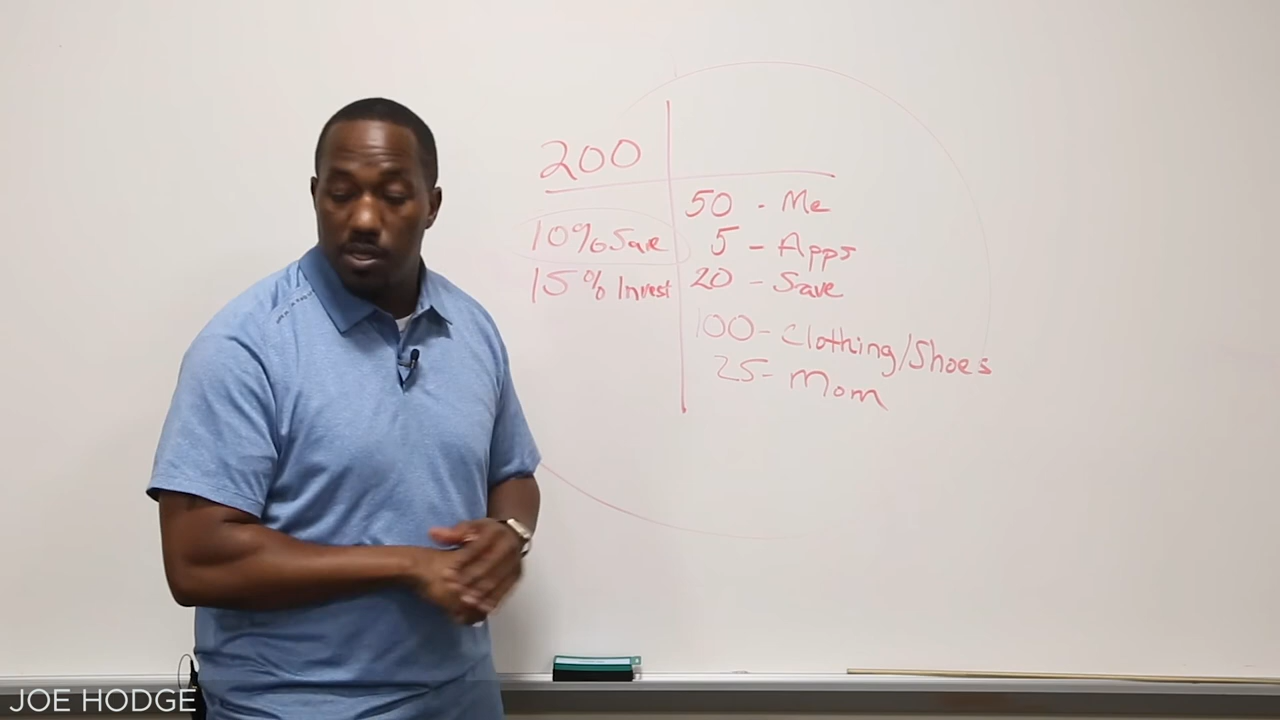 200
10% Save
15% Invest
50 - Me
5 - Apps
20 - Save
100 - Clothing/Shoes
25 - Mom
JOE HODGE